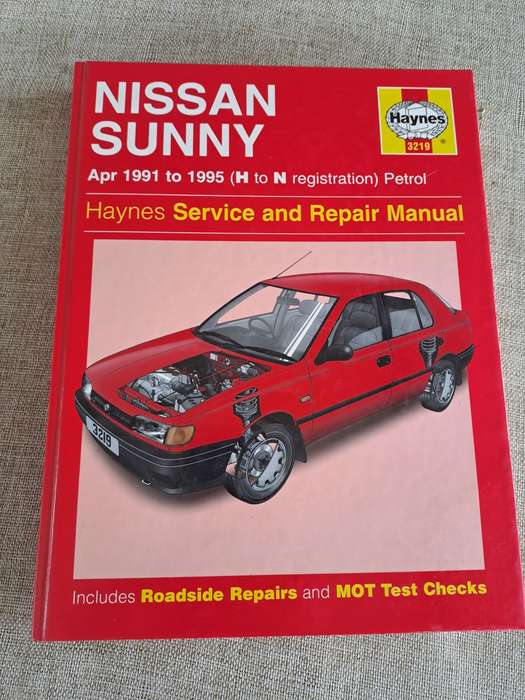 NISSAN
SUNNY
Haynes
3219
Apr 1991 to 1995 (H to N registration) Petrol
Haynes Service and Repair Manual
3219
Includes Roadside Repairs and MOT Test Checks